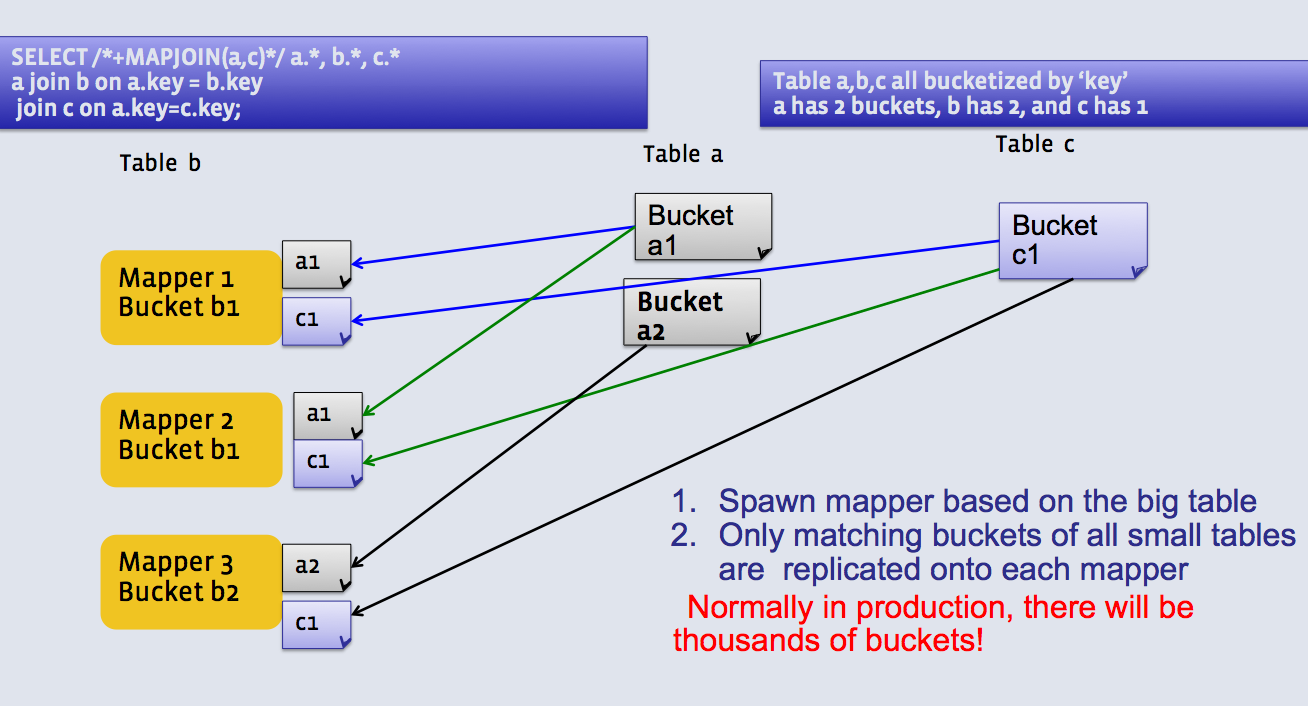 SELECT /*+MAPJOIN(a,c)*/ a.*, b.*, c.*
a join b on a.key = b.key
join c on a.key=c.key;
Table a,b,c all bucketized by ‘key’
a has 2 buckets, b has 2, and c has 1
Table b
Table a
Table c
Bucket
a1
Bucket
c1
Bucket
a2
Mapper 1
Bucket b1
a1
c1
Mapper 2
Bucket b1
a1
c1
Mapper 3
Bucket b2
a2
c1
1. Spawn mapper based on the big table
2. Only matching buckets of all small tables
are replicated onto each mapper
Normally in production, there will be
thousands of buckets!